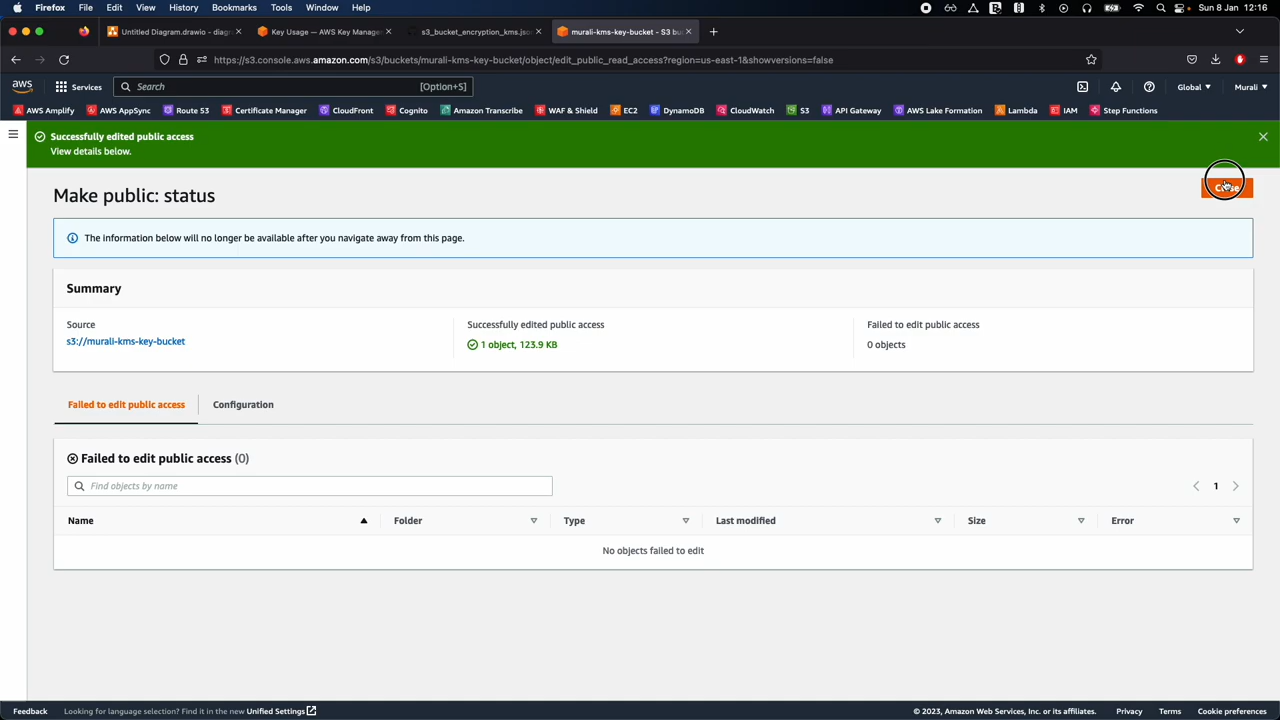 Firefox File Edit View History Bookmarks Tools Window Help Sun 8 Jan 12:16
Untitled Diagram.drawio - diagr Key Usage — AWS Key Manage s3_bucket_encryption_kms.jso murali-kms-key-bucket - S3 bu
https://s3.console.aws.amazon.com/s3/buckets/murali-kms-key-bucket/object/edit_public_read_access?region=us-east-1&showversions=false
aws Services Search [Option+S] Global Murali
AWS Amplify AWS AppSync Route 53 Certificate Manager CloudFront Cognito Amazon Transcribe WAF & Shield EC2 DynamoDB CloudWatch S3 API Gateway AWS Lake Formation Lambda IAM Step Functions
Successfully edited public access
View details below.
Make public: status
The information below will no longer be available after you navigate away from this page.
Summary
Source Successfully edited public access Failed to edit public access
s3://murali-kms-key-bucket 1 object, 123.9 KB 0 objects
Failed to edit public access Configuration
Failed to edit public access (0)
Find objects by name 1
Name Folder Type Last modified Size Error
No objects failed to edit
Feedback Looking for language selection? Find it in the new Unified Settings © 2023, Amazon Web Services, Inc. or its affiliates. Privacy Terms Cookie preferences